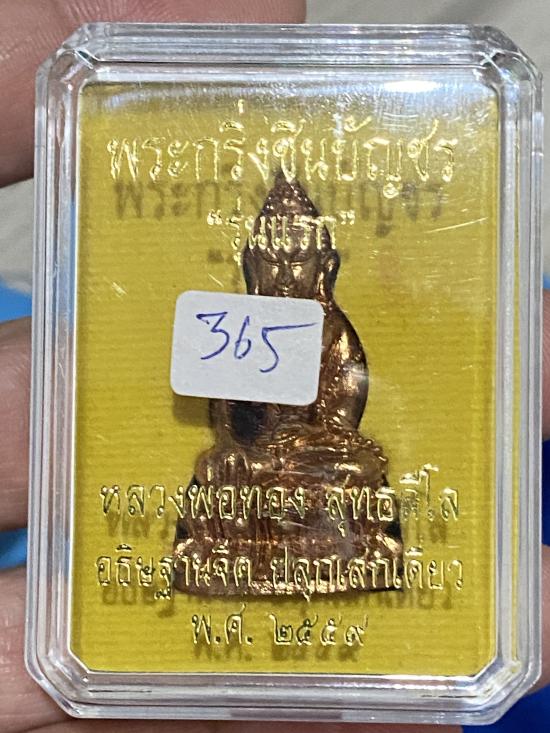 พระกริ่งชินบัญชร
“รุ่นแรก”
365
หลวงพ่อทอง สุทธสีโล
อธิษฐานจิต ปลุกเสกเดี่ยว
พ.ศ. ๒๕๕๙